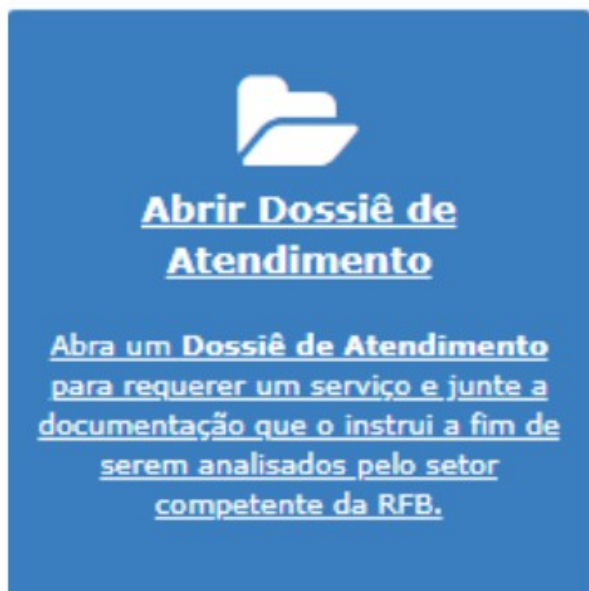 Abrir Dossiê de
Atendimento
Abra um Dossiê de Atendimento
para requerer um serviço e junte a
documentação que o instrui a fim de
serem analisados pelo setor
competente da RFB.